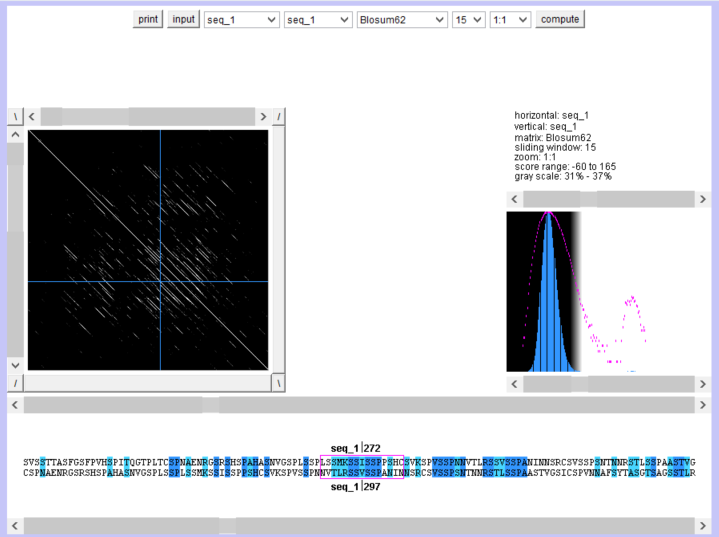 print input seq_1 seq_1 Blosum62 15 1:1 compute
\ /
horizontal: seq_1
vertical: seq_1
matrix: Blosum62
sliding window: 15
zoom: 1:1
score range: -60 to 165
gray scale: 31% - 37%
/ \
seq_1 272
SVSSTTASFGSFPVHSPITQGTPLTCSPNAENRGSRSHSPAHASNVGSPLSSPLSSMKSSISSPPSHCSVKSPVSSPNNVTLRSSVSSPANINNSRCSVSSPSNTNNRSTLSSPAASTVG
CSPNAENRGSRSHSPAHASNVGSPLSSPLSSMKSSISSPPSHCSVKSPVSSPNNVTLRSSVSSPANINNSRCSVSSPSNTNNRSTLSSPAASTVGSICSPVNNAFSYTASGTSAGSSTLR
seq_1 297